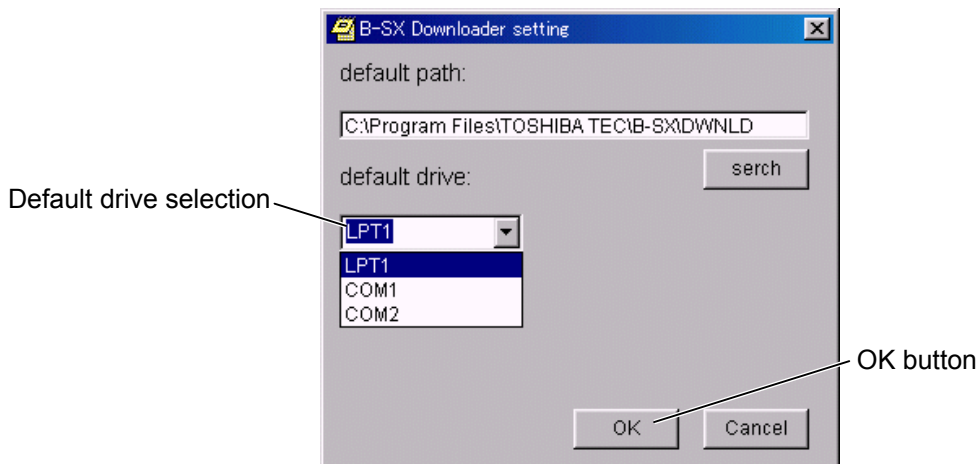 B-SX Downloader setting
default path:
C:\Program Files\TOSHIBA TEC\B-SX\DWNLD
serch
default drive:
Default drive selection
LPT1
LPT1
COM1
COM2
OK button
OK
Cancel